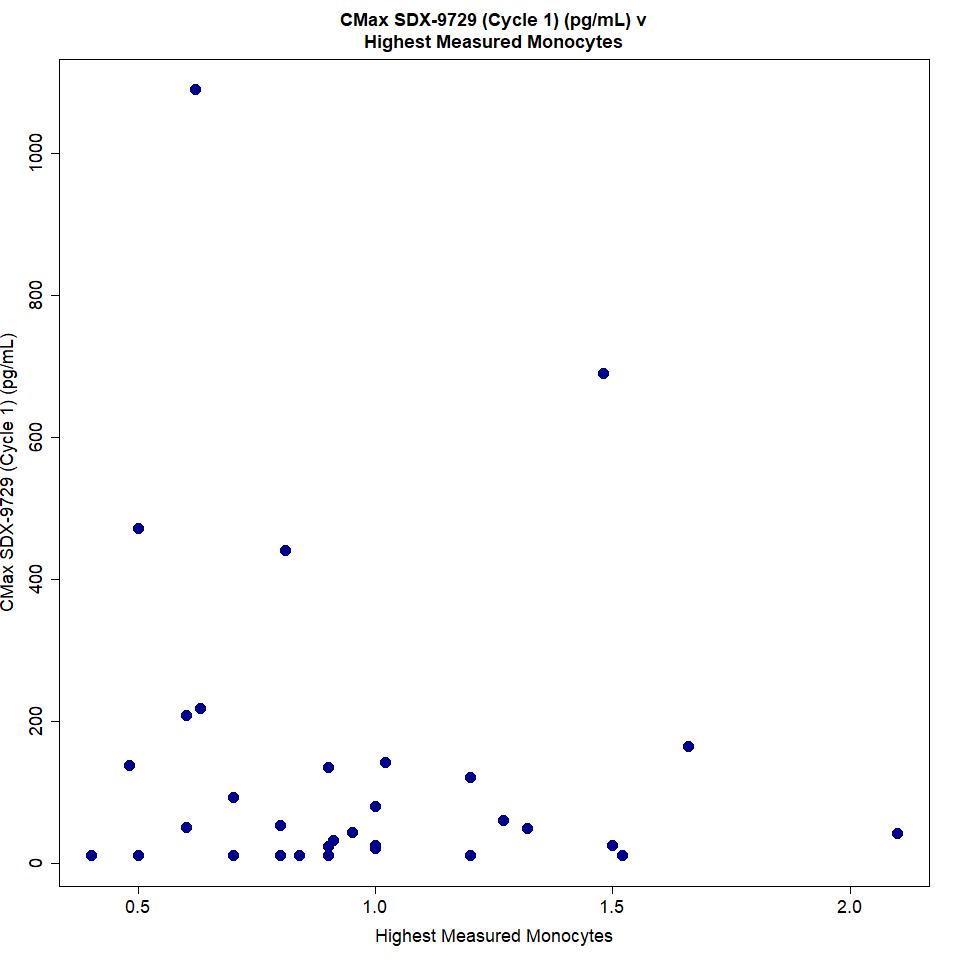 CMax SDX-9729 (Cycle 1) (pg/mL) v
Highest Measured Monocytes
CMax SDX-9729 (Cycle 1) (pg/mL)
1000
800
600
400
200
0
0.5
1.0
1.5
2.0
Highest Measured Monocytes